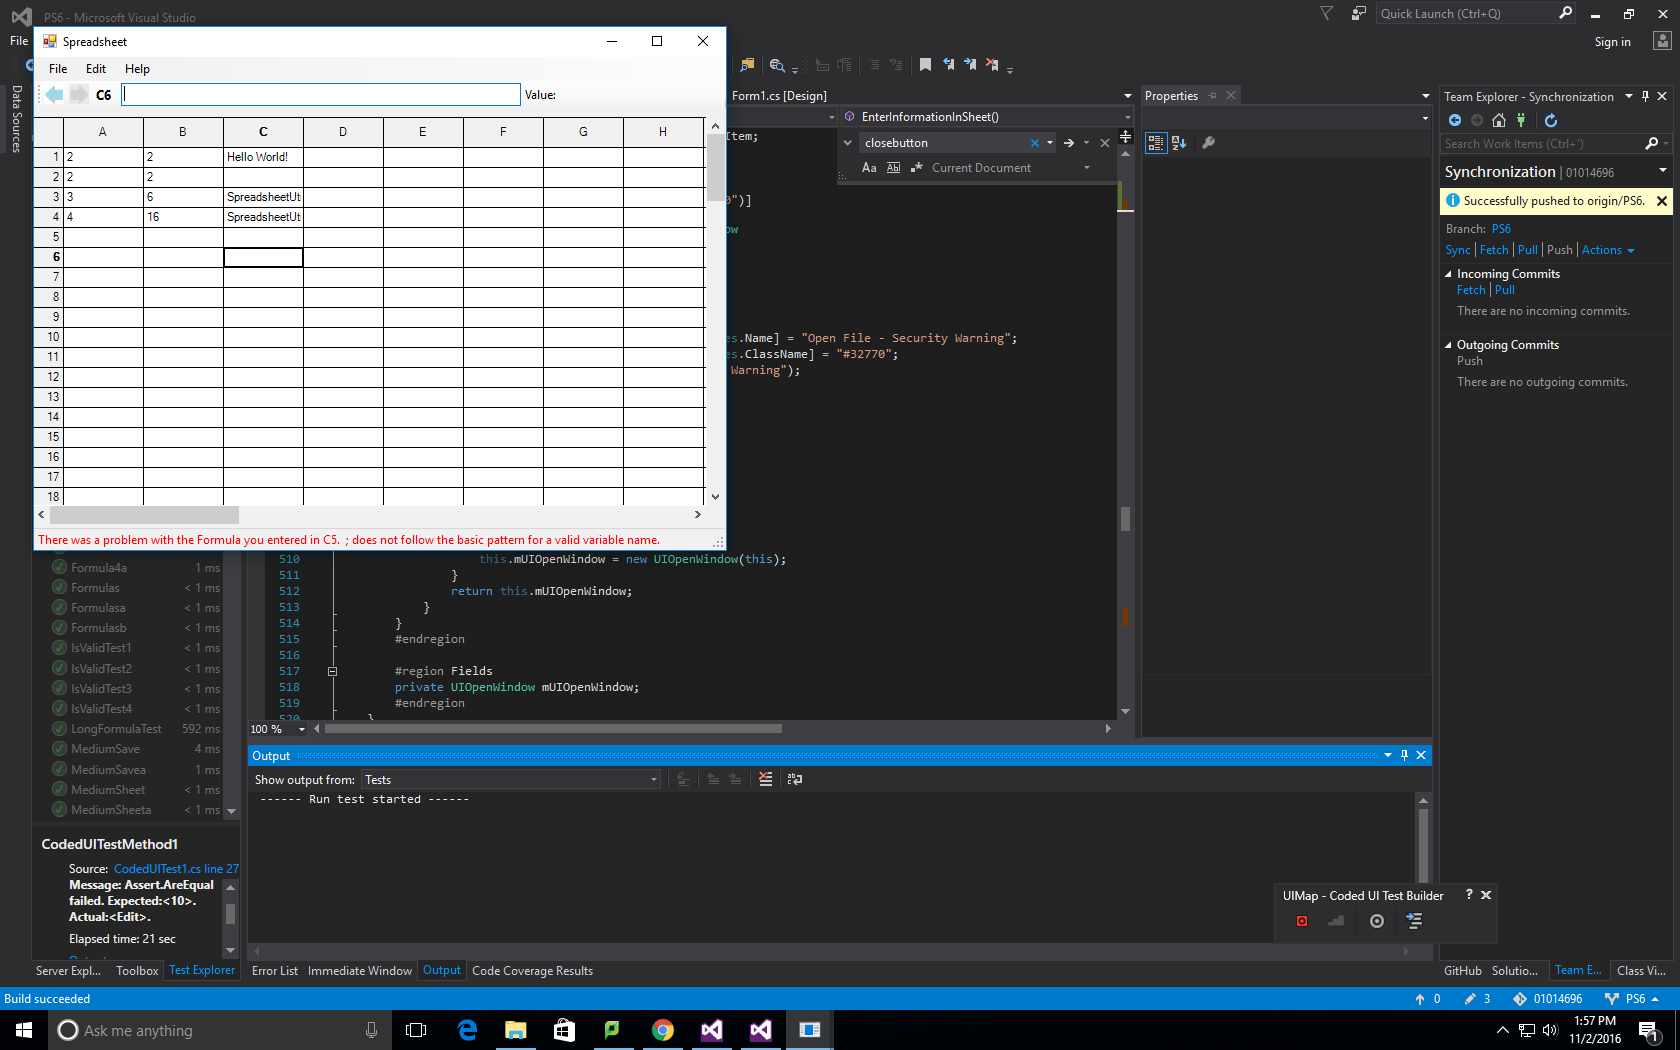 PS6 - Microsoft Visual Studio
Quick Launch (Ctrl+Q)
File
Sign in
Spreadsheet
File Edit Help
C6 Value:
A B C D E F G H
1 2 2 Hello World!
2 2 2
3 3 6 SpreadsheetUt
4 4 16 SpreadsheetUt
5
6
7
8
9
10
11
12
13
14
15
16
17
18
There was a problem with the Formula you entered in C5.  ; does not follow the basic pattern for a valid variable name.
Data Sources
Form1.cs [Design]
EnterInformationInSheet()
Item;
closebutton
Aa Ab Current Document
")]
ow
es.Name] = "Open File - Security Warning";
es.ClassName] = "#32770";
Warning");
510 this.mUIOpenWindow = new UIOpenWindow(this);
511 }
512 return this.mUIOpenWindow;
513 }
514 }
515 #endregion
516
517 #region Fields
518 private UIOpenWindow mUIOpenWindow;
519 #endregion
520 }
100 %
Properties
Team Explorer - Synchronization
Search Work Items (Ctrl+')
Synchronization | 01014696
Successfully pushed to origin/PS6.
Branch: PS6
Sync | Fetch | Pull | Push | Actions
Incoming Commits
Fetch | Pull
There are no incoming commits.
Outgoing Commits
Push
There are no outgoing commits.
Formula4a 1 ms
Formulas < 1 ms
Formulasa < 1 ms
Formulasb < 1 ms
IsValidTest1 < 1 ms
IsValidTest2 < 1 ms
IsValidTest3 < 1 ms
IsValidTest4 < 1 ms
LongFormulaTest 592 ms
MediumSave 4 ms
MediumSavea 1 ms
MediumSheet < 1 ms
MediumSheeta < 1 ms
CodedUITestMethod1
Source: CodedUITest1.cs line 27
Message: Assert.AreEqual
failed. Expected:<10>.
Actual:<Edit>.
Elapsed time: 21 sec
Output
Show output from: Tests
------ Run test started ------
UIMap - Coded UI Test Builder ?
Server Expl... Toolbox Test Explorer
Error List Immediate Window Output Code Coverage Results
GitHub Solutio... Team E... Class Vi...
Build succeeded
0 3 01014696 PS6
Ask me anything
1:57 PM
11/2/2016
1